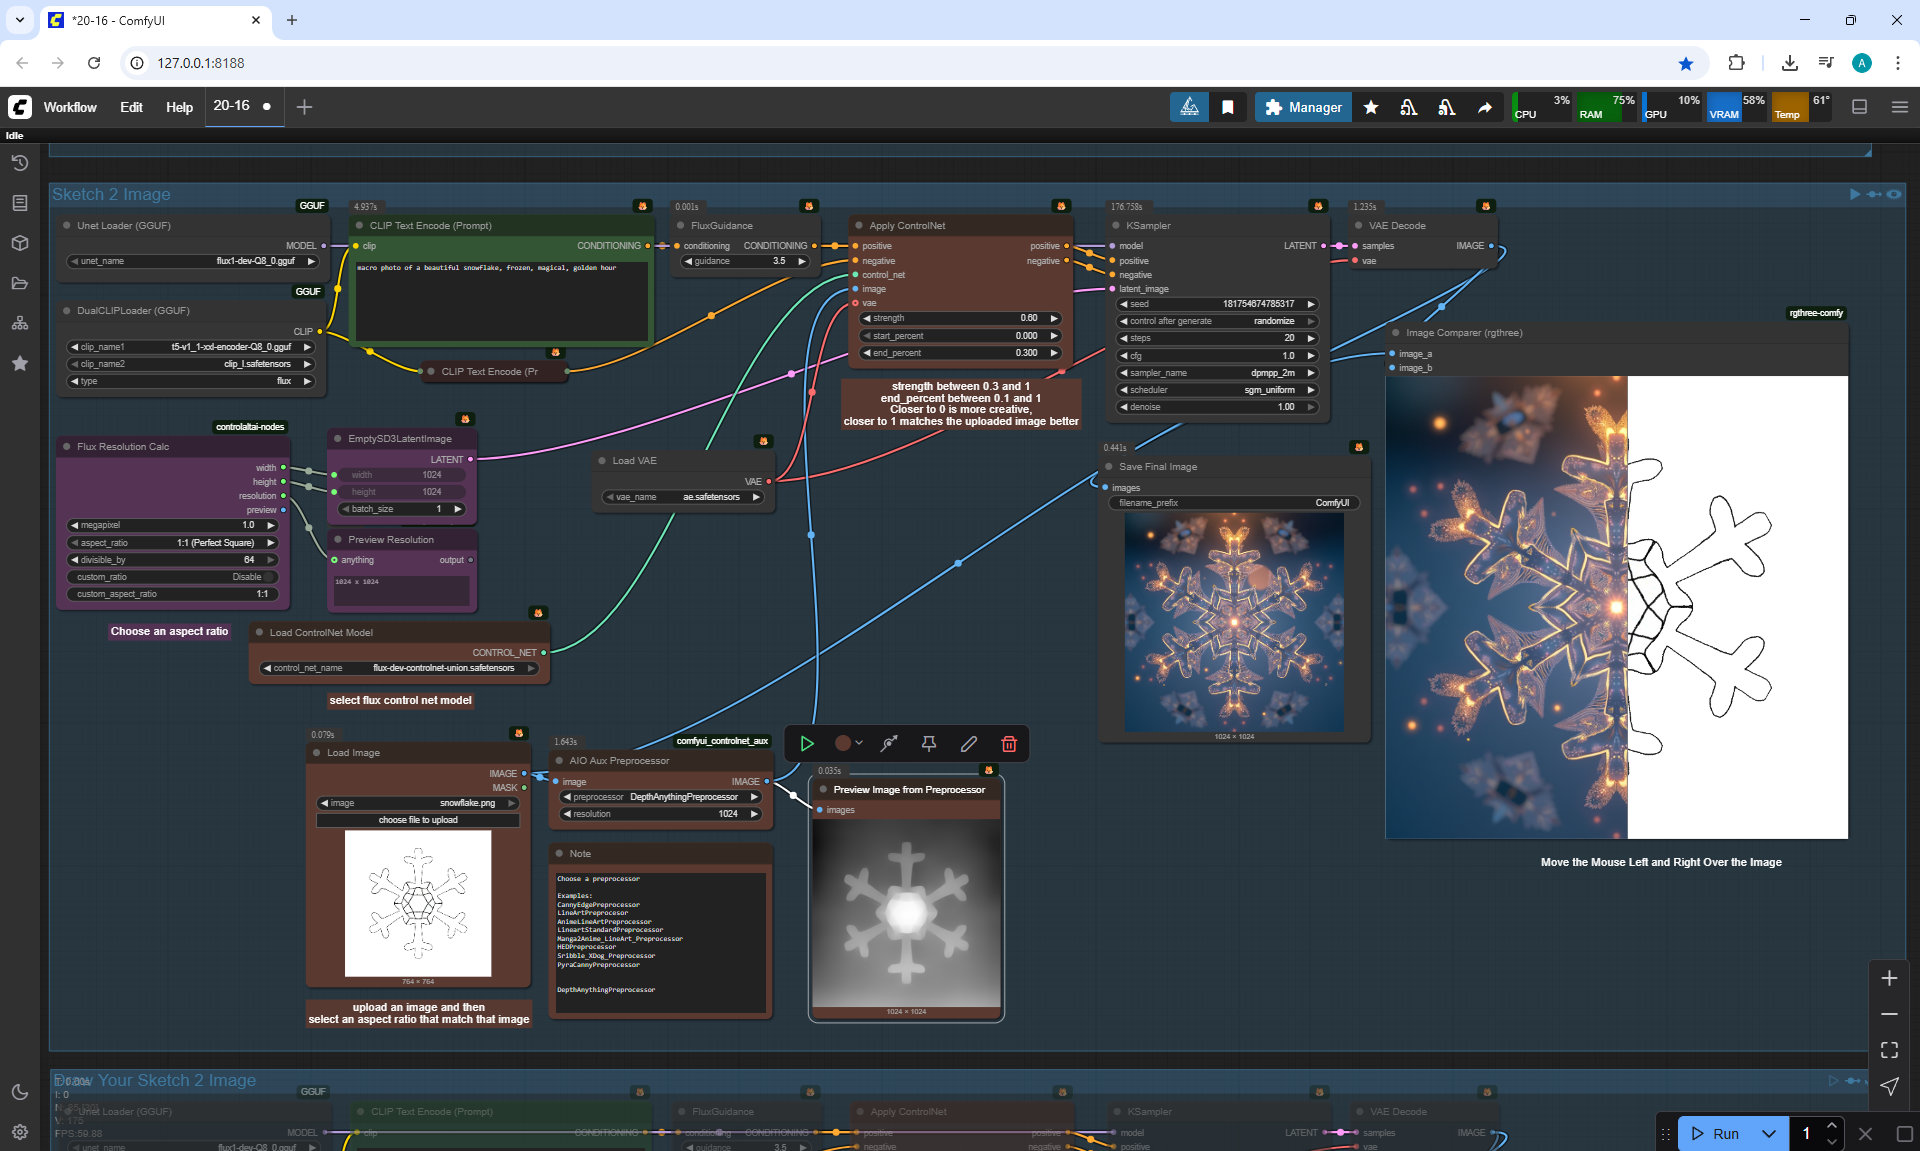 *20-16 - ComfyUI
127.0.0.1:8188
Workflow Edit Help 20-16
Manager
3% CPU
75% RAM
10% GPU
58% VRAM
61° Temp
Idle
Sketch 2 Image
GGUF
Unet Loader (GGUF)
MODEL
unet_name flux1-dev-Q8_0.gguf
GGUF
DualCLIPLoader (GGUF)
CLIP
clip_name1 t5-v1_1-xxl-encoder-Q8_0.gguf
clip_name2 clip_l.safetensors
type flux
4.937s
CLIP Text Encode (Prompt)
clip CONDITIONING
macro photo of a beautiful snowflake, frozen, magical, golden hour
CLIP Text Encode (Pr
0.001s
FluxGuidance
conditioning CONDITIONING
guidance 3.5
Apply ControlNet
positive positive
negative negative
control_net
image
vae
strength 0.60
start_percent 0.000
end_percent 0.300
strength between 0.3 and 1
end_percent between 0.1 and 1
Closer to 0 is more creative,
closer to 1 matches the uploaded image better
176.758s
KSampler
model LATENT
positive
negative
latent_image
seed 181754674785317
control after generate randomize
steps 20
cfg 1.0
sampler_name dpmpp_2m
scheduler sgm_uniform
denoise 1.00
1.235s
VAE Decode
samples IMAGE
vae
rgthree-comfy
Image Comparer (rgthree)
image_a
image_b
Move the Mouse Left and Right Over the Image
controlaltai-nodes
Flux Resolution Calc
width
height
resolution
preview
megapixel 1.0
aspect_ratio 1:1 (Perfect Square)
divisible_by 64
custom_ratio Disable
custom_aspect_ratio 1:1
Choose an aspect ratio
EmptySD3LatentImage
LATENT
width 1024
height 1024
batch_size 1
Preview Resolution
anything output
1024 x 1024
Load VAE
VAE
vae_name ae.safetensors
0.441s
Save Final Image
images
filename_prefix ComfyUI
1024 × 1024
Load ControlNet Model
CONTROL_NET
control_net_name flux-dev-controlnet-union.safetensors
select flux control net model
0.079s
Load Image
IMAGE
MASK
image snowflake.png
choose file to upload
764 × 764
upload an image and then
select an aspect ratio that match that image
1.643s
comfyui_controlnet_aux
AIO Aux Preprocessor
image IMAGE
preprocessor DepthAnythingPreprocessor
resolution 1024
Note
Choose a preprocessor
Examples:
CannyEdgePreprocessor
LineArtPreprocesor
AnimeLineArtPreprocessor
LineartStandardPreprocessor
Manga2Anime_LineArt_Preprocessor
HEDPreprocessor
Sribble_XDog_Preprocessor
PyraCannyPreprocessor
DepthAnythingPreprocessor
0.035s
Preview Image from Preprocessor
images
1024 × 1024
Your Sketch 2 Image
I: 0
V: 175
FPS:59.88
GGUF
Unet Loader (GGUF)
MODEL
unet_name flux1-dev-Q8_0.gguf
CLIP Text Encode (Prompt)
clip CONDITIONING
FluxGuidance
conditioning CONDITIONING
guidance 3.5
Apply ControlNet
positive positive
negative negative
KSampler
model LATENT
positive
VAE Decode
samples IMAGE
vae
Run 1